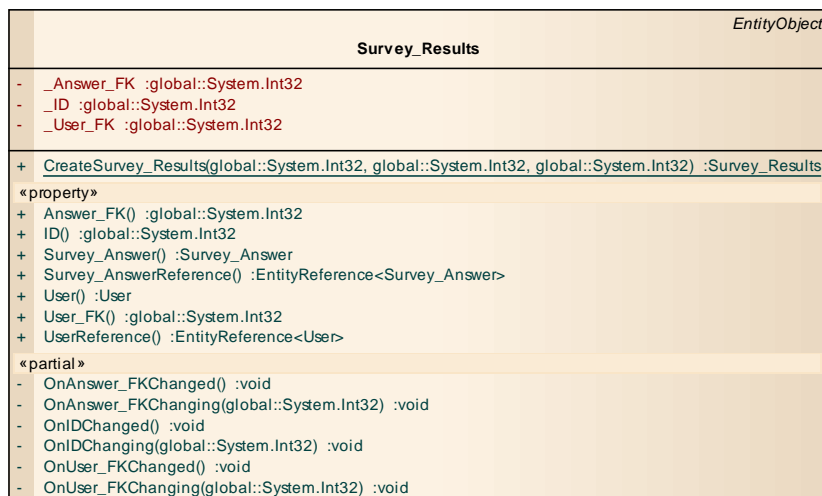 EntityObject
Survey_Results
- _Answer_FK :global::System.Int32
- _ID :global::System.Int32
- _User_FK :global::System.Int32
+ CreateSurvey_Results(global::System.Int32, global::System.Int32, global::System.Int32) :Survey_Results
«property»
+ Answer_FK() :global::System.Int32
+ ID() :global::System.Int32
+ Survey_Answer() :Survey_Answer
+ Survey_AnswerReference() :EntityReference<Survey_Answer>
+ User() :User
+ User_FK() :global::System.Int32
+ UserReference() :EntityReference<User>
«partial»
- OnAnswer_FKChanged() :void
- OnAnswer_FKChanging(global::System.Int32) :void
- OnIDChanged() :void
- OnIDChanging(global::System.Int32) :void
- OnUser_FKChanged() :void
- OnUser_FKChanging(global::System.Int32) :void